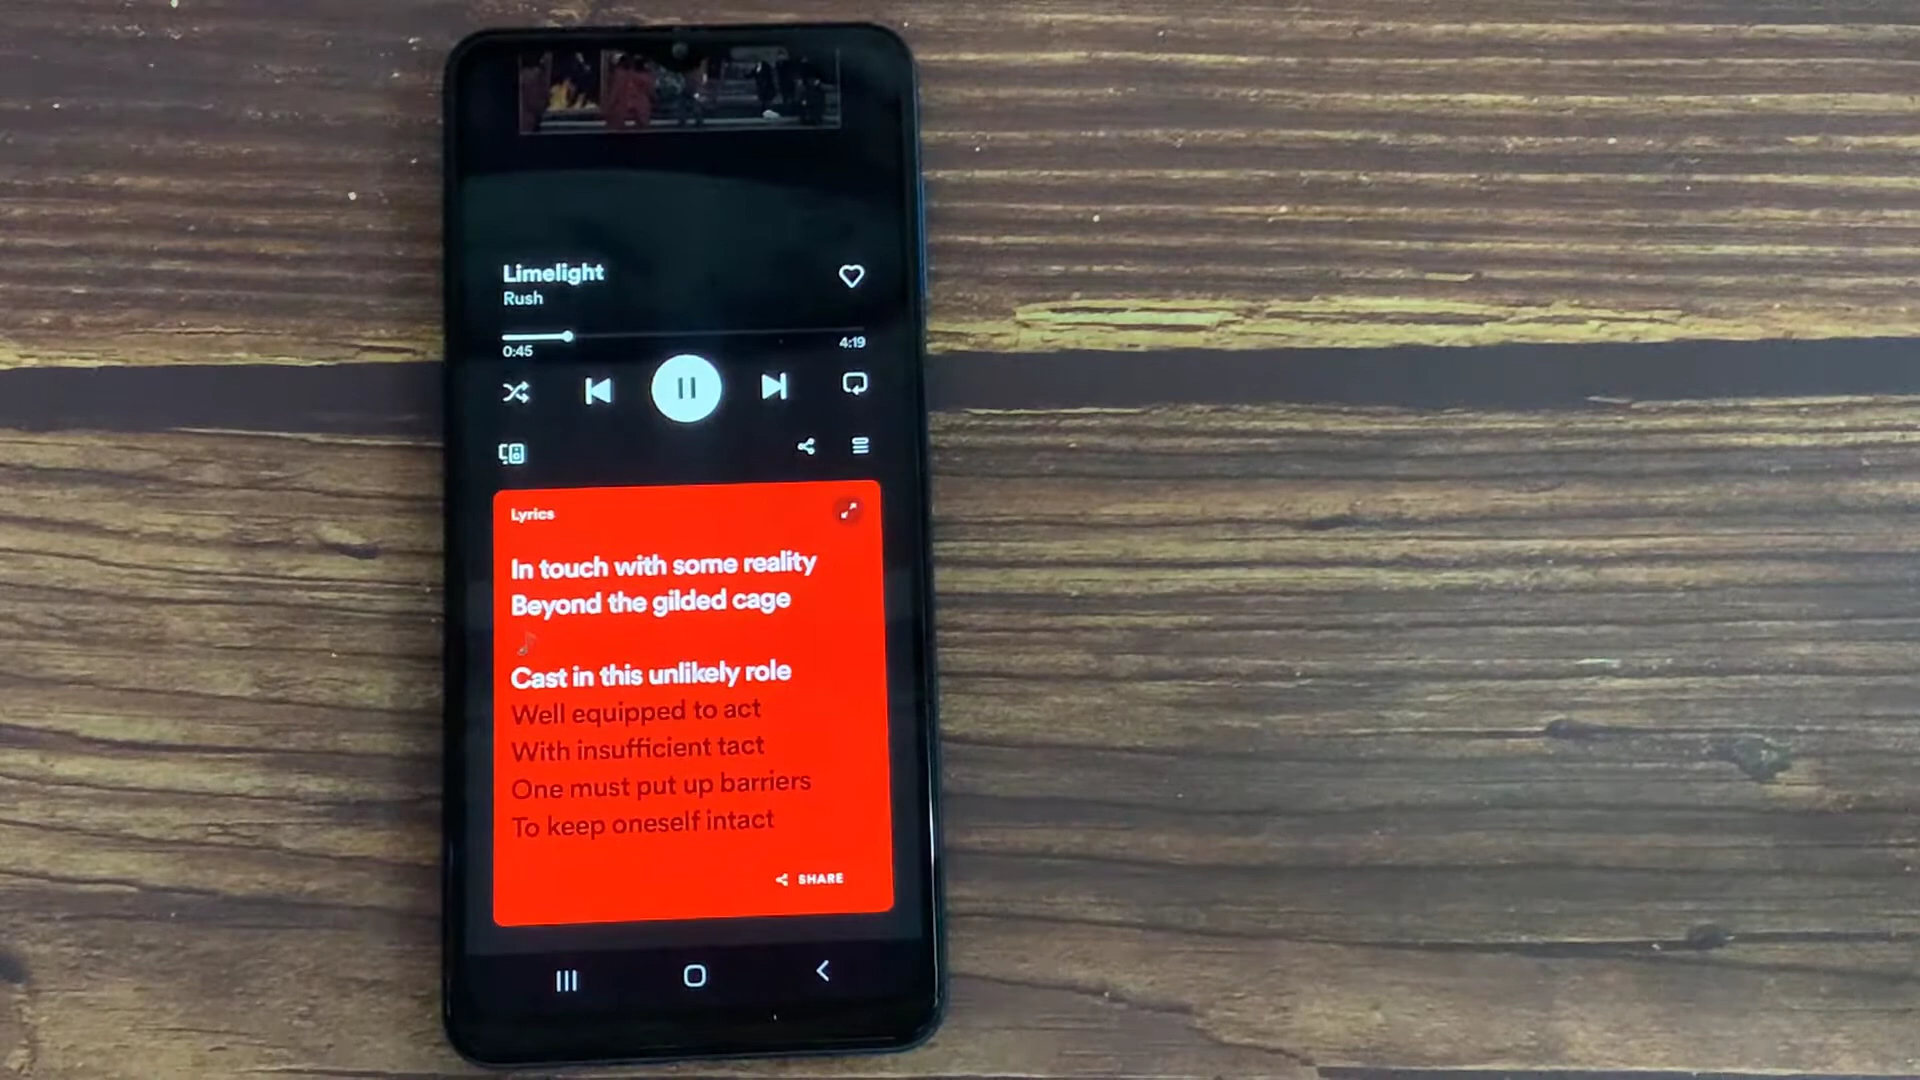 Limelight
Rush
0:45
4:19
Lyrics
In touch with some reality
Beyond the gilded cage
Cast in this unlikely role
Well equipped to act
With insufficient tact
One must put up barriers
To keep oneself intact
SHARE